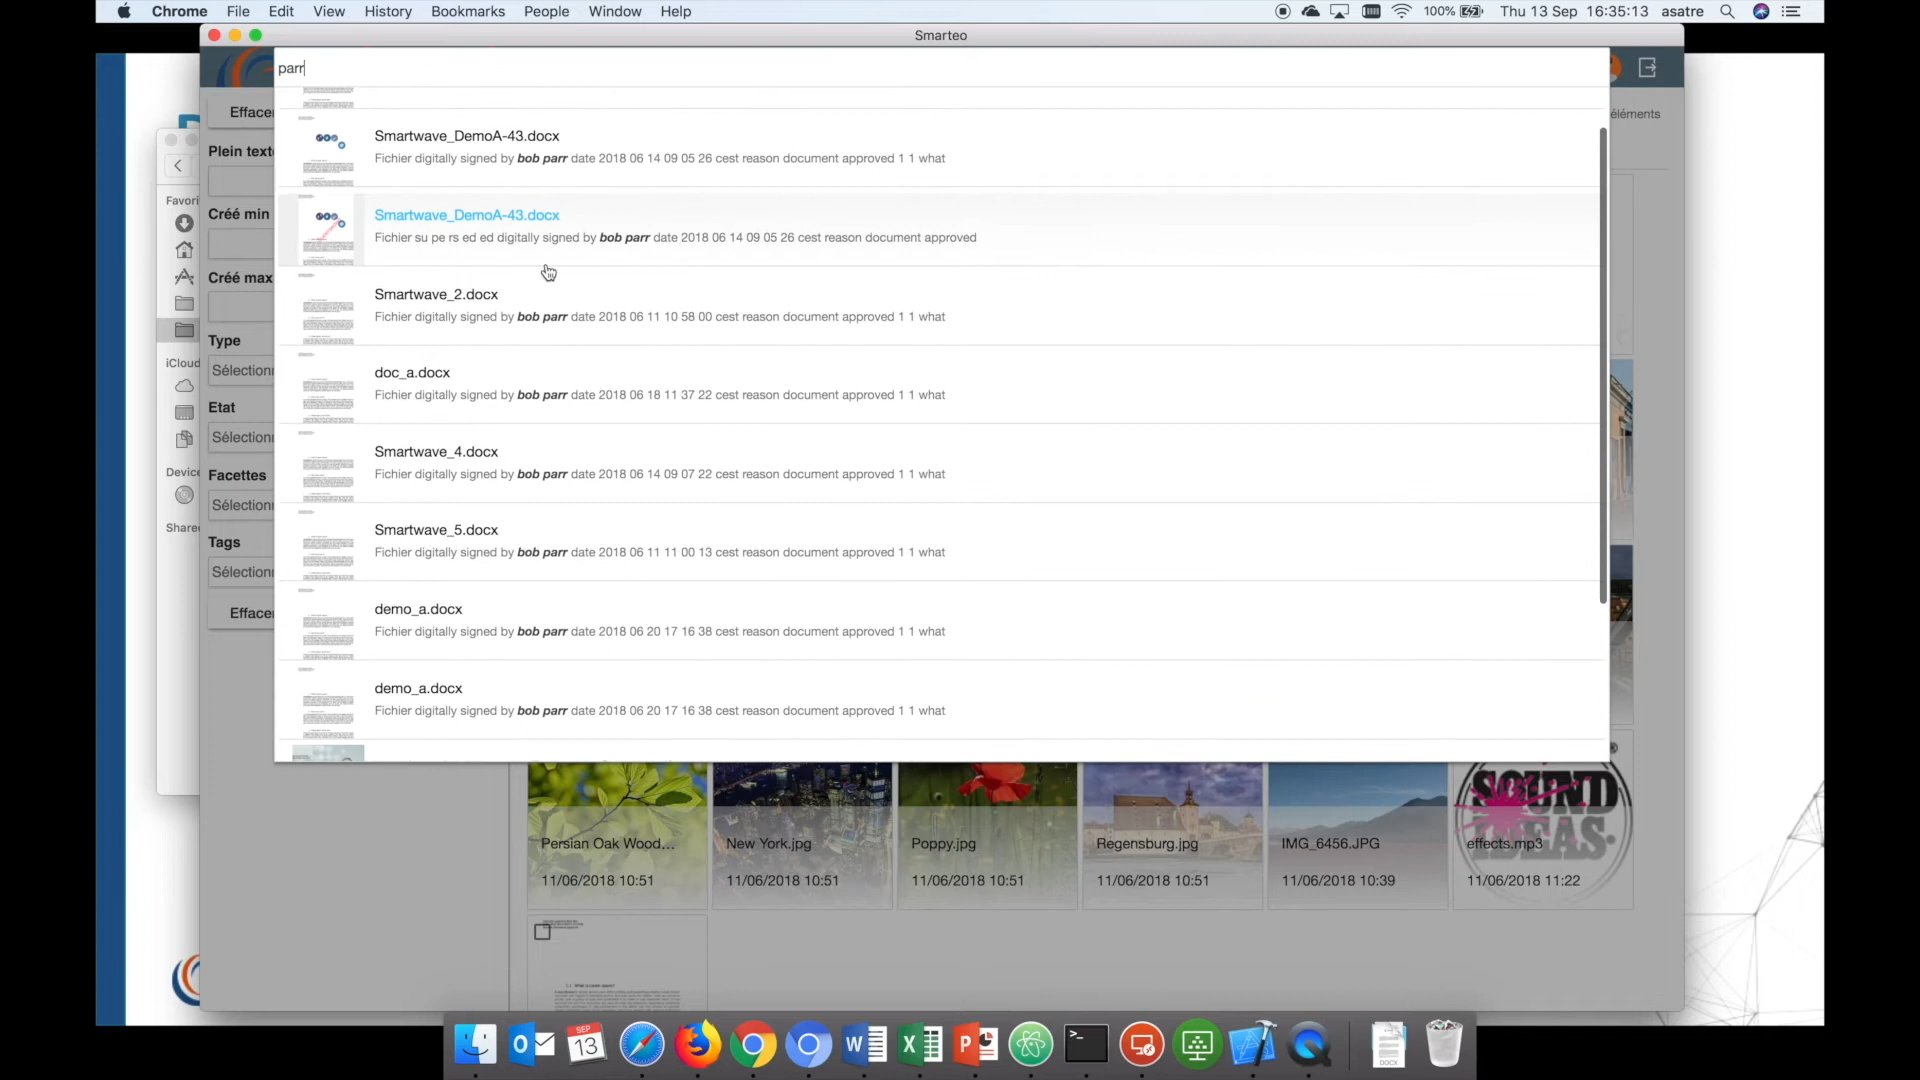 Chrome File Edit View History Bookmarks People Window Help
100% Thu 13 Sep 16:35:13 asatre
Smarteo
parr
Effacer
éléments
Plein texte
Créé min
Créé max
Type
Sélectionn
Etat
Sélectionn
Facettes
Sélectionn
Tags
Sélectionn
Effacer
Favori
iCloud
Device
Share
Smartwave_DemoA-43.docx
Fichier digitally signed by bob parr date 2018 06 14 09 05 26 cest reason document approved 1 1 what
Smartwave_DemoA-43.docx
Fichier su pe rs ed ed digitally signed by bob parr date 2018 06 14 09 05 26 cest reason document approved
Smartwave_2.docx
Fichier digitally signed by bob parr date 2018 06 11 10 58 00 cest reason document approved 1 1 what
doc_a.docx
Fichier digitally signed by bob parr date 2018 06 18 11 37 22 cest reason document approved 1 1 what
Smartwave_4.docx
Fichier digitally signed by bob parr date 2018 06 14 09 07 22 cest reason document approved 1 1 what
Smartwave_5.docx
Fichier digitally signed by bob parr date 2018 06 11 11 00 13 cest reason document approved 1 1 what
demo_a.docx
Fichier digitally signed by bob parr date 2018 06 20 17 16 38 cest reason document approved 1 1 what
demo_a.docx
Fichier digitally signed by bob parr date 2018 06 20 17 16 38 cest reason document approved 1 1 what
SOUND
IDEAS
Persian Oak Wood... New York.jpg Poppy.jpg Regensburg.jpg IMG_6456.JPG effects.mp3
11/06/2018 10:51 11/06/2018 10:51 11/06/2018 10:51 11/06/2018 10:51 11/06/2018 10:39 11/06/2018 11:22
SEP
13
DOCX